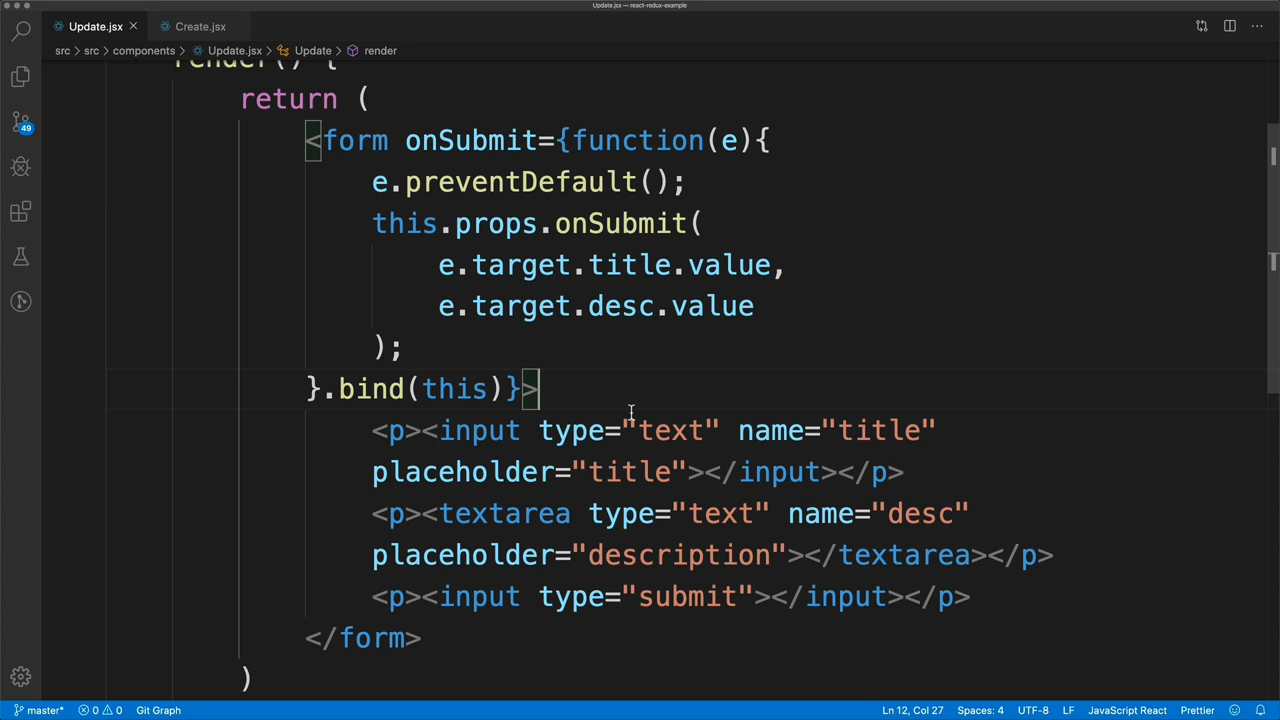 Update.jsx — react-redux-example
Update.jsx
Create.jsx
src > src > components > Update.jsx > Update > render
render() {
return (
<form onSubmit={function(e){
e.preventDefault();
this.props.onSubmit(
e.target.title.value,
e.target.desc.value
);
}.bind(this)}>
<p><input type="text" name="title"
placeholder="title"></input></p>
<p><textarea type="text" name="desc"
placeholder="description"></textarea></p>
<p><input type="submit"></input></p>
</form>
)
49
master* 0 0 Git Graph Ln 12, Col 27 Spaces: 4 UTF-8 LF JavaScript React Prettier